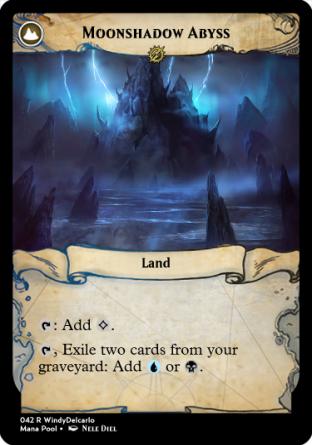 Moonshadow Abyss
Land
: Add .
, Exile two cards from your
graveyard: Add or .
042 R WindyDelcarlo
Mana Pool • Nele Diel